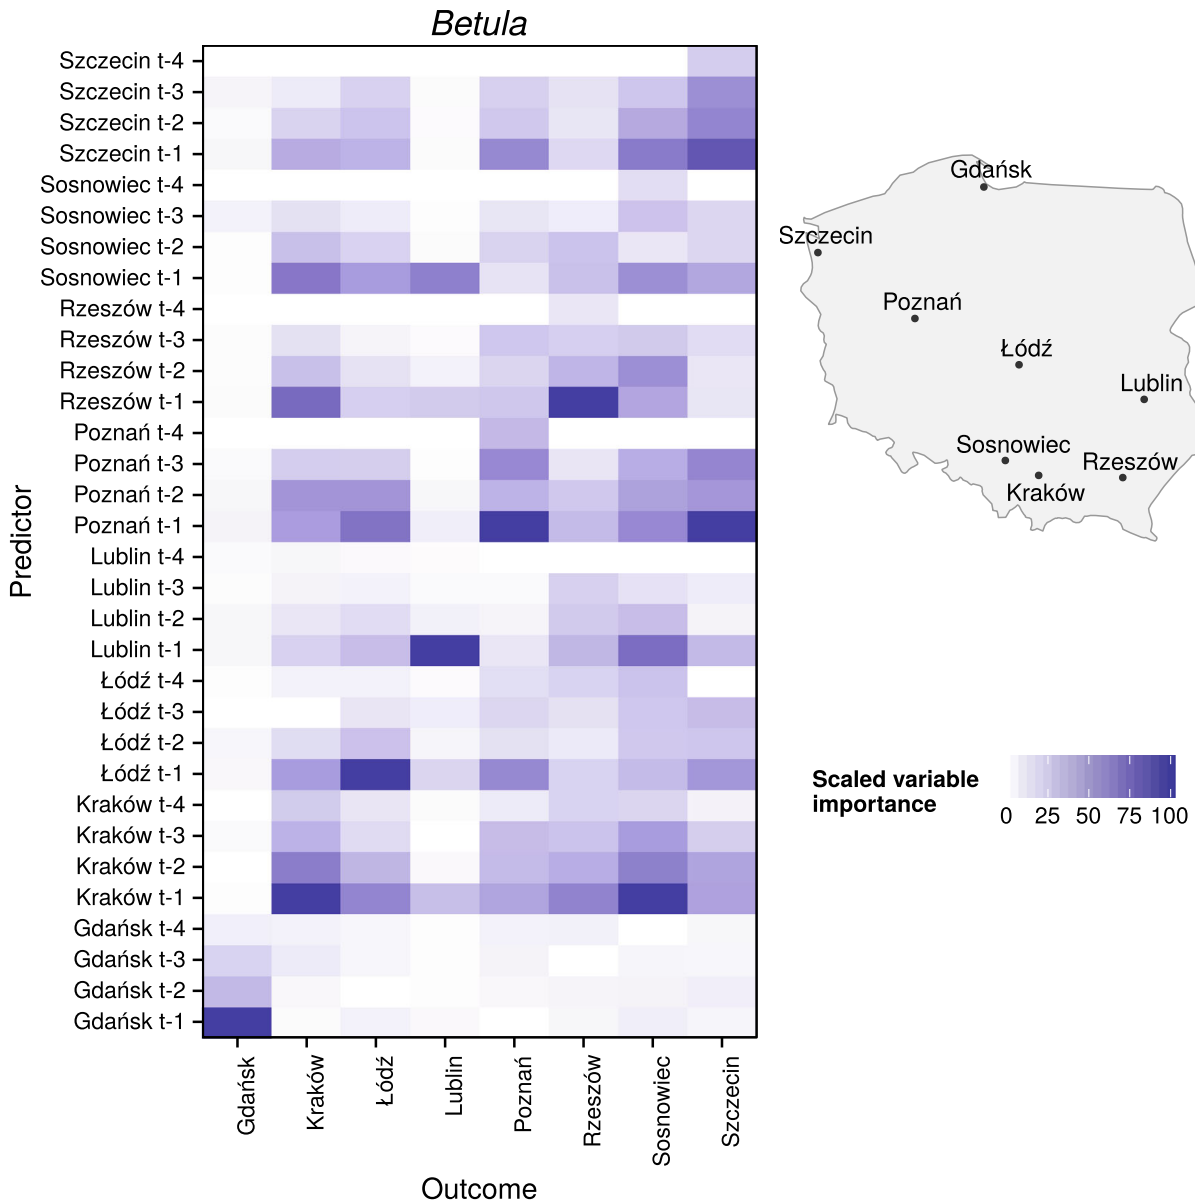 Betula
Szczecin t-4
Szczecin t-3
Szczecin t-2
Szczecin t-1
Sosnowiec t-4
Sosnowiec t-3
Sosnowiec t-2
Sosnowiec t-1
Rzeszów t-4
Rzeszów t-3
Rzeszów t-2
Rzeszów t-1
Poznań t-4
Poznań t-3
Poznań t-2
Poznań t-1
Lublin t-4
Lublin t-3
Lublin t-2
Lublin t-1
Łódź t-4
Łódź t-3
Łódź t-2
Łódź t-1
Kraków t-4
Kraków t-3
Kraków t-2
Kraków t-1
Gdańsk t-4
Gdańsk t-3
Gdańsk t-2
Gdańsk t-1
Predictor
Gdańsk
Kraków
Łódź
Lublin
Poznań
Rzeszów
Sosnowiec
Szczecin
Outcome
Gdańsk
Szczecin
Poznań
Łódź
Lublin
Sosnowiec
Rzeszów
Kraków
Scaled variable
importance
0 25 50 75 100